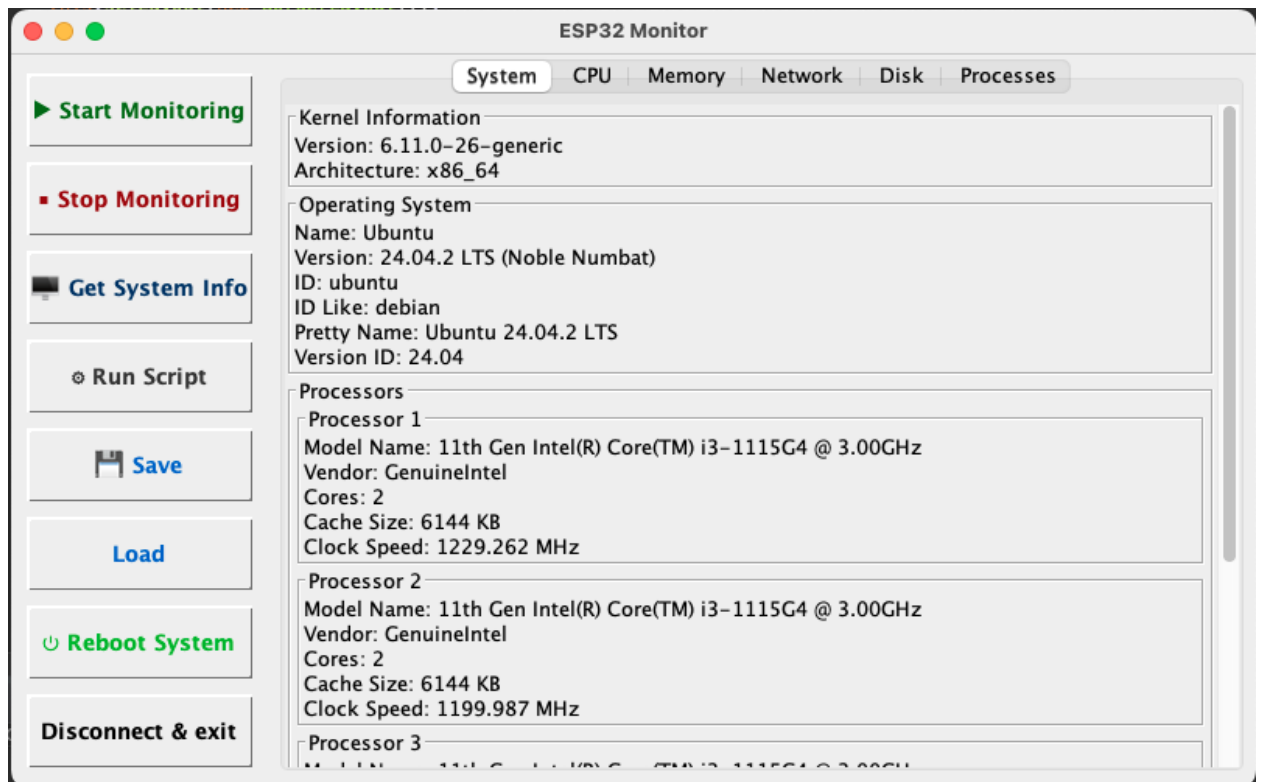 ESP32 Monitor
▶ Start Monitoring
▪ Stop Monitoring
Get System Info
Run Script
Save
Load
Reboot System
Disconnect & exit
System CPU Memory Network Disk Processes
Kernel Information
Version: 6.11.0-26-generic
Architecture: x86_64
Operating System
Name: Ubuntu
Version: 24.04.2 LTS (Noble Numbat)
ID: ubuntu
ID Like: debian
Pretty Name: Ubuntu 24.04.2 LTS
Version ID: 24.04
Processors
Processor 1
Model Name: 11th Gen Intel(R) Core(TM) i3-1115G4 @ 3.00GHz
Vendor: GenuineIntel
Cores: 2
Cache Size: 6144 KB
Clock Speed: 1229.262 MHz
Processor 2
Model Name: 11th Gen Intel(R) Core(TM) i3-1115G4 @ 3.00GHz
Vendor: GenuineIntel
Cores: 2
Cache Size: 6144 KB
Clock Speed: 1199.987 MHz
Processor 3